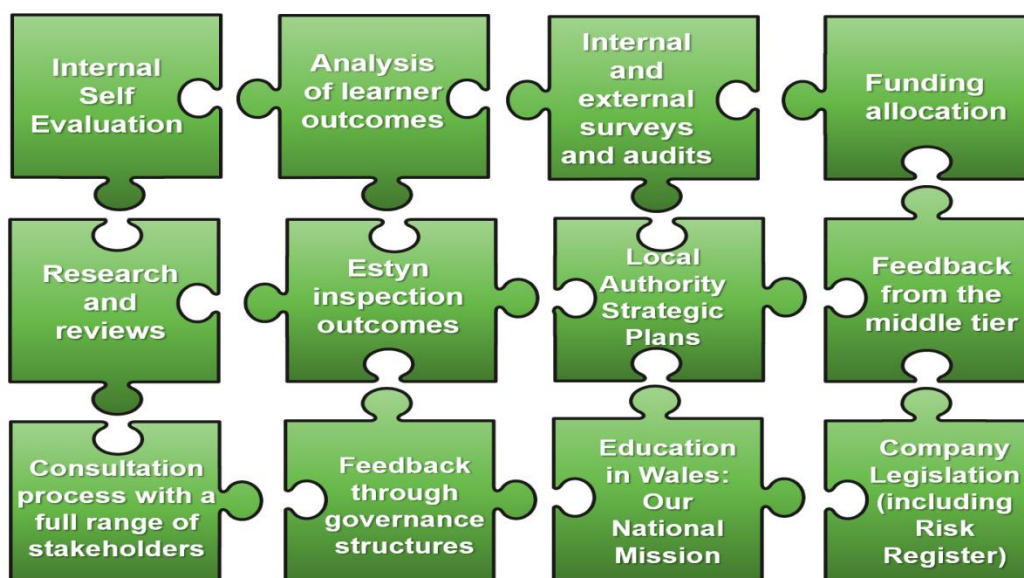 Internal
Self
Evaluation
Analysis
of learner
outcomes
Internal
and
external
surveys
and audits
Funding
allocation
Research
and
reviews
Estyn
inspection
outcomes
Local
Authority
Strategic
Plans
Feedback
from the
middle tier
Consultation
process with a
full range of
stakeholders
Feedback
through
governance
structures
Education
in Wales:
Our
National
Mission
Company
Legislation
(including
Risk
Register)